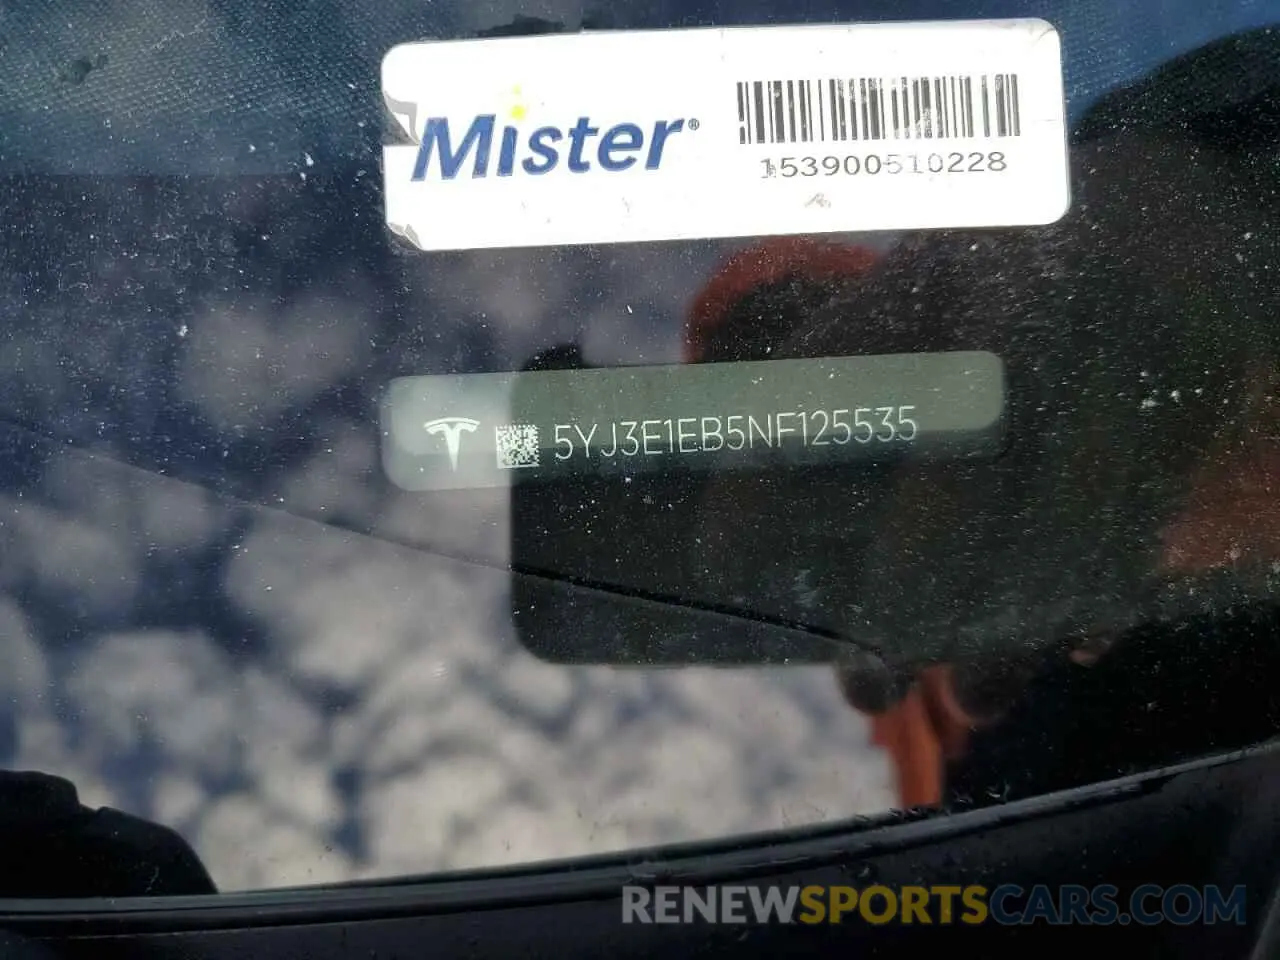 Mister®
153900510228
5YJ3E1EB5NF125535
RENEWSPORTSCARS.COM